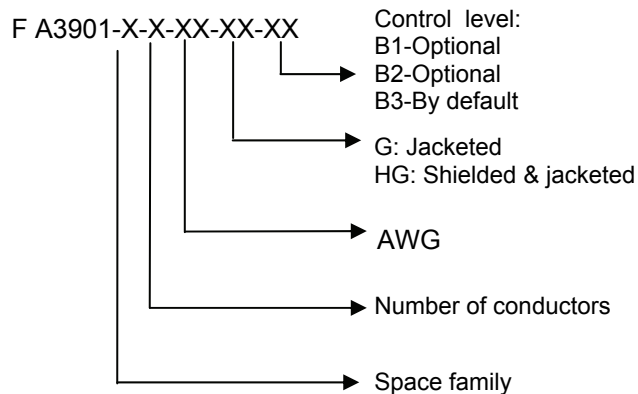 F A3901-X-X-XX-XX-XX
Control level:
B1-Optional
B2-Optional
B3-By default
G: Jacketed
HG: Shielded & jacketed
AWG
Number of conductors
Space family